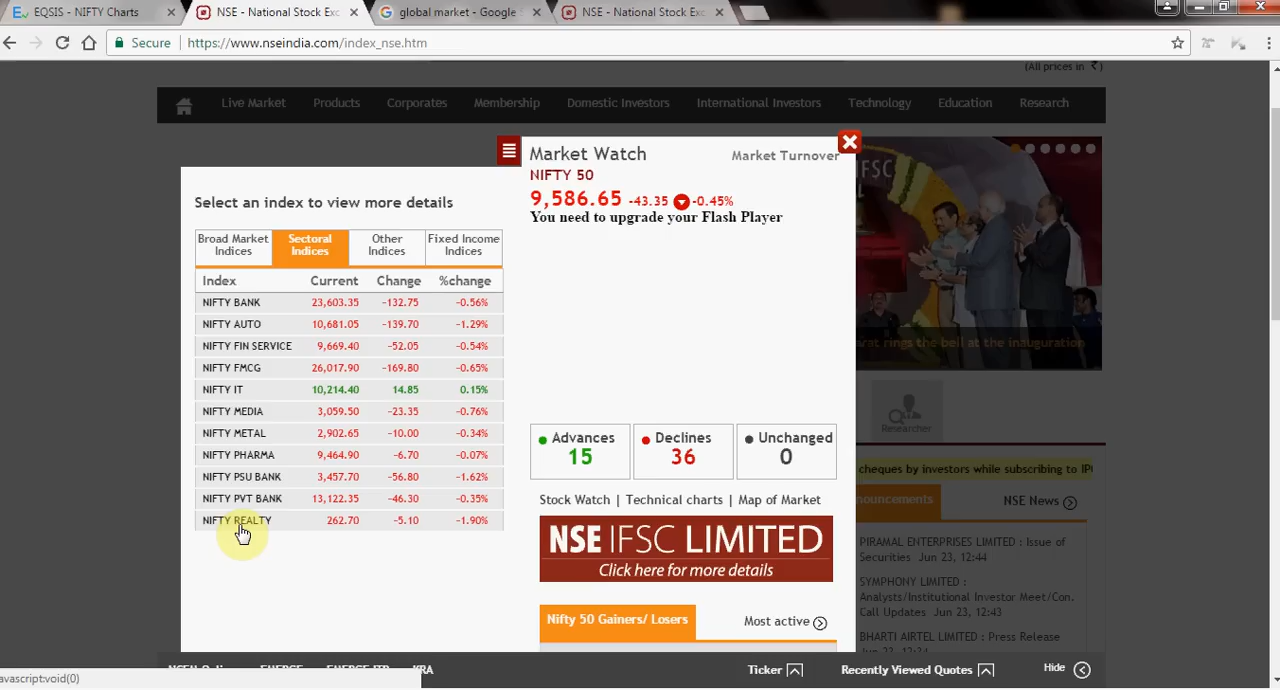 EQSIS - NIFTY Charts
NSE - National Stock Exc
global market - Google
NSE - National Stock Exc
Secure
https://www.nseindia.com/index_nse.htm
(All prices in ₹)
Live Market
Products
Corporates
Membership
Domestic Investors
International Investors
Technology
Education
Research
Select an index to view more details
Broad Market Indices
Sectoral Indices
Other Indices
Fixed Income Indices
Index Current Change %change
NIFTY BANK 23,603.35 -132.75 -0.56%
NIFTY AUTO 10,681.05 -139.70 -1.29%
NIFTY FIN SERVICE 9,669.40 -52.05 -0.54%
NIFTY FMCG 26,017.90 -169.80 -0.65%
NIFTY IT 10,214.40 14.85 0.15%
NIFTY MEDIA 3,059.50 -23.35 -0.76%
NIFTY METAL 2,902.65 -10.00 -0.34%
NIFTY PHARMA 9,464.90 -6.70 -0.07%
NIFTY PSU BANK 3,457.70 -56.80 -1.62%
NIFTY PVT BANK 13,122.35 -46.30 -0.35%
NIFTY REALTY 262.70 -5.10 -1.90%
Market Watch
Market Turnover
NIFTY 50
9,586.65 -43.35 -0.45%
You need to upgrade your Flash Player
Advances
15
Declines
36
Unchanged
0
Stock Watch | Technical charts | Map of Market
NSE IFSC LIMITED
Click here for more details
Nifty 50 Gainers/ Losers
Most active
IFSC
arat rings the bell at the inauguration
Researcher
cheques by investors while subscribing to IP
nouncements
NSE News
PIRAMAL ENTERPRISES LIMITED : Issue of
Securities Jun 23, 12:44
SYMPHONY LIMITED :
Analysts/Institutional Investor Meet/Con.
Call Updates Jun 23, 12:43
BHARTI AIRTEL LIMITED : Press Release
Ticker
Recently Viewed Quotes
Hide
avascript:void(0)